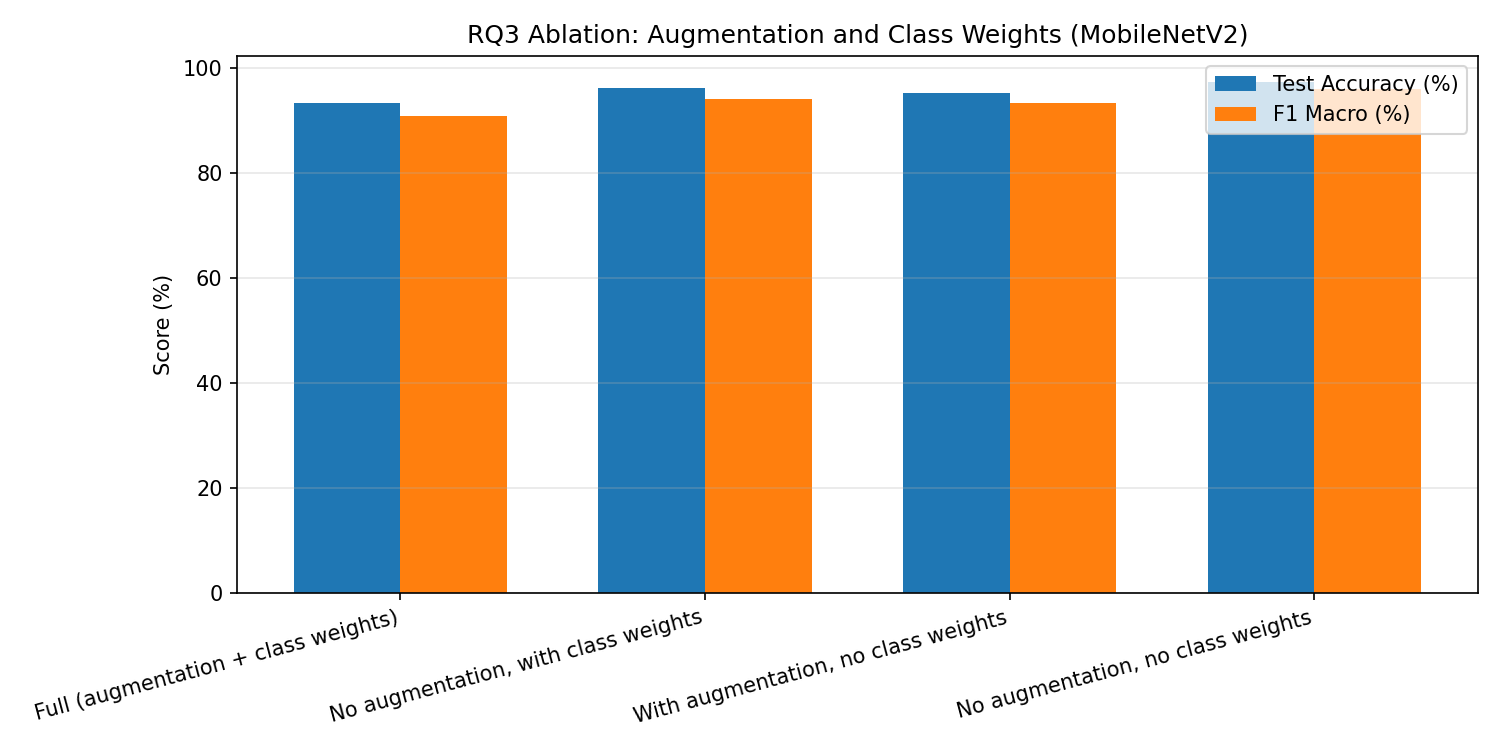 RQ3 Ablation: Augmentation and Class Weights (MobileNetV2)
Test Accuracy (%)
F1 Macro (%)
Score (%)
100
80
60
40
20
0
Full (augmentation + class weights)
No augmentation, with class weights
With augmentation, no class weights
No augmentation, no class weights